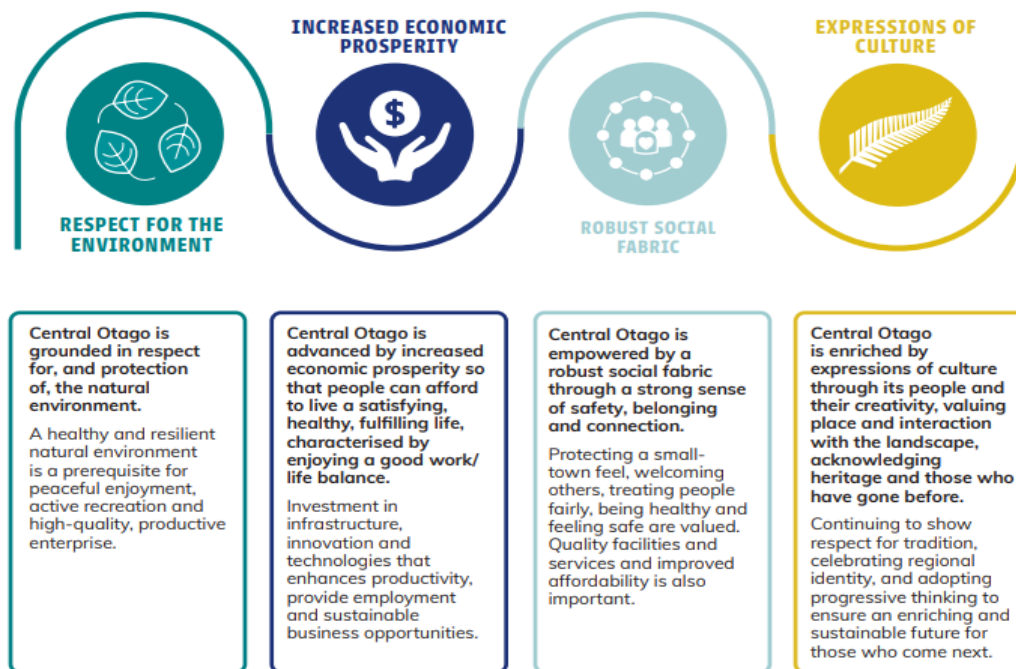 RESPECT FOR THE
ENVIRONMENT
INCREASED ECONOMIC
PROSPERITY
$
ROBUST SOCIAL
FABRIC
EXPRESSIONS OF
CULTURE
Central Otago is
grounded in respect
for, and protection
of, the natural
environment.
A healthy and resilient
natural environment
is a prerequisite for
peaceful enjoyment,
active recreation and
high-quality, productive
enterprise.
Central Otago is
advanced by increased
economic prosperity so
that people can afford
to live a satisfying,
healthy, fulfilling life,
characterised by
enjoying a good work/
life balance.
Investment in
infrastructure,
innovation and
technologies that
enhances productivity,
provide employment
and sustainable
business opportunities.
Central Otago is
empowered by a
robust social fabric
through a strong sense
of safety, belonging
and connection.
Protecting a small-
town feel, welcoming
others, treating people
fairly, being healthy and
feeling safe are valued.
Quality facilities and
services and improved
affordability is also
important.
Central Otago
is enriched by
expressions of culture
through its people and
their creativity, valuing
place and interaction
with the landscape,
acknowledging
heritage and those who
have gone before.
Continuing to show
respect for tradition,
celebrating regional
identity, and adopting
progressive thinking to
ensure an enriching and
sustainable future for
those who come next.